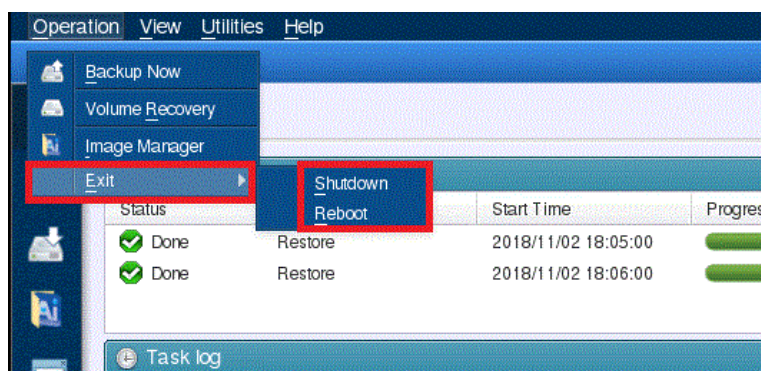 Operation View Utilities Help
Backup Now
Volume Recovery
Image Manager
Exit
Shutdown
Reboot
Status Start Time
Done Restore 2018/11/02 18:05:00
Done Restore 2018/11/02 18:06:00
Task log